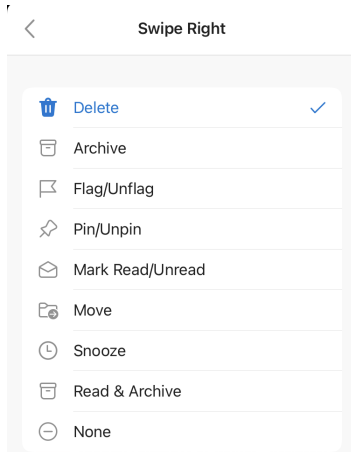 Swipe Right
Delete
Archive
Flag/Unflag
Pin/Unpin
Mark Read/Unread
Move
Snooze
Read & Archive
None